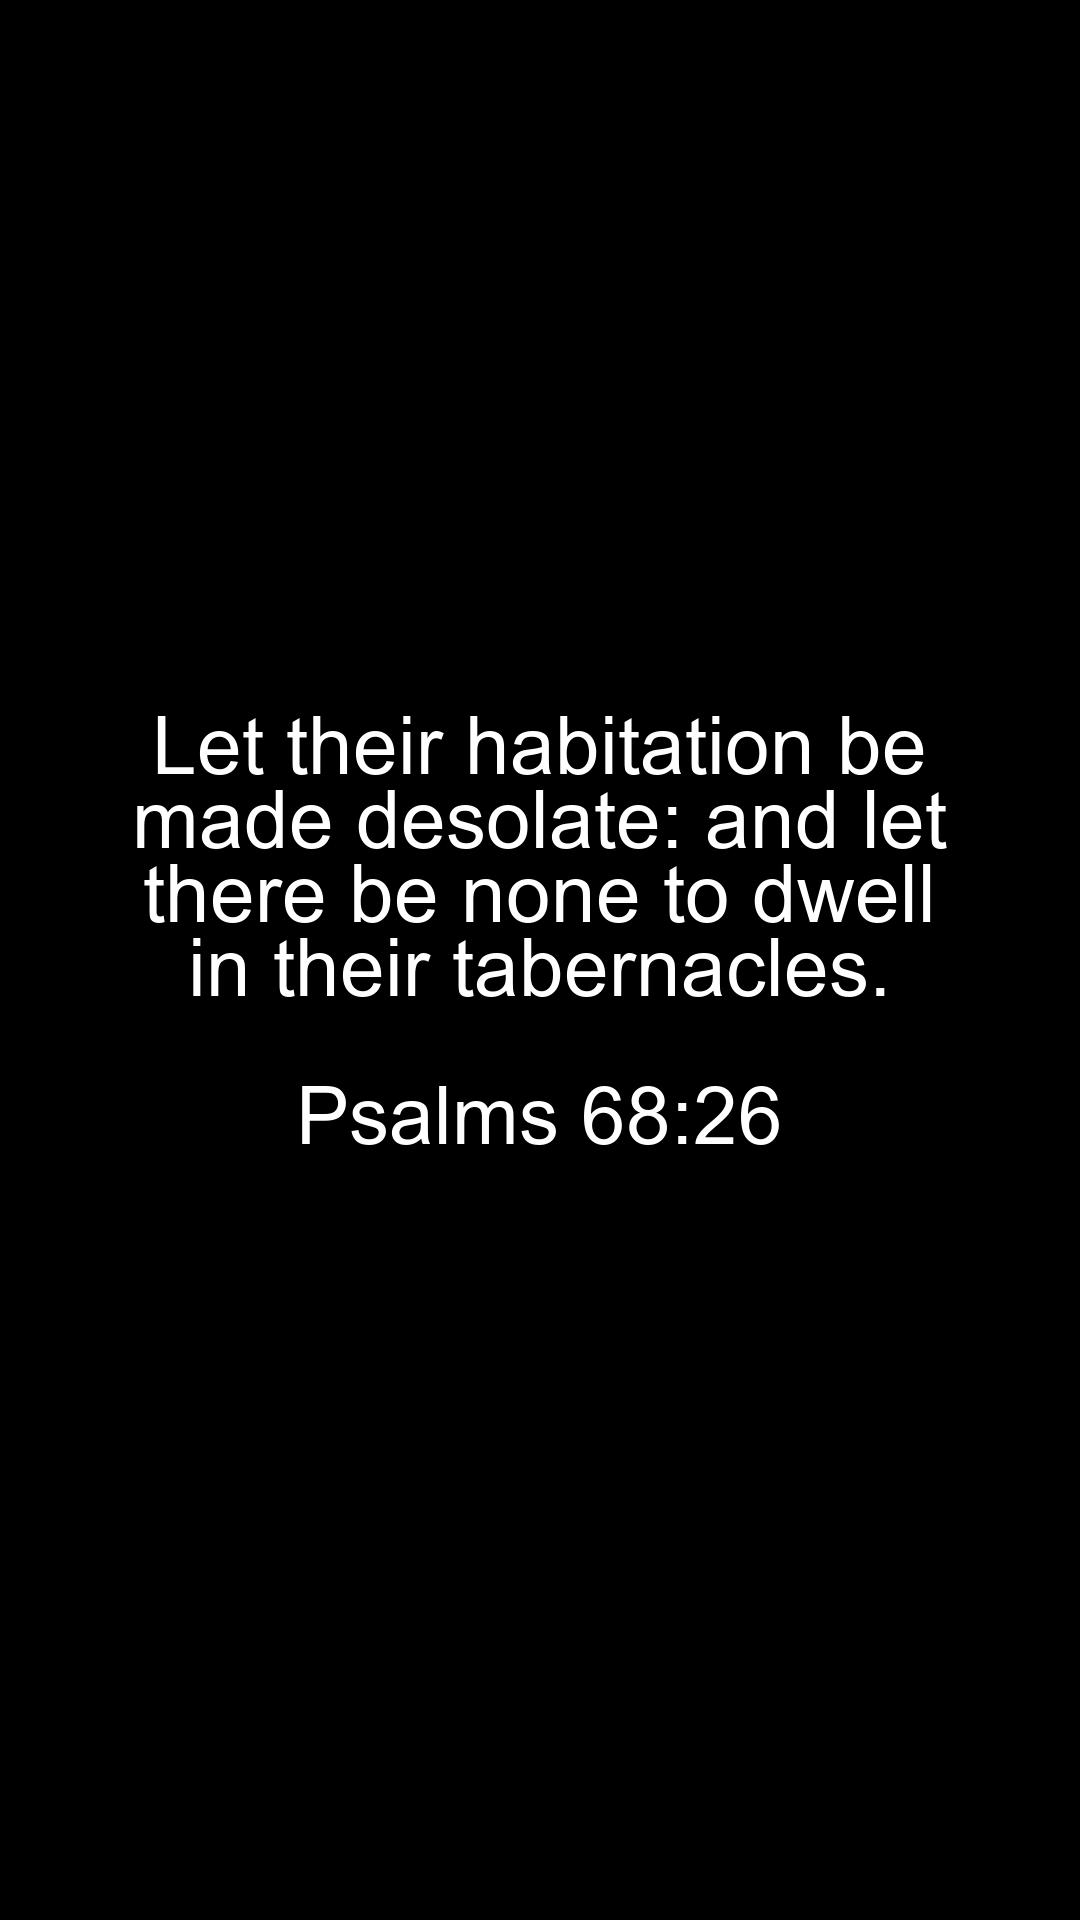 Let their habitation be
made desolate: and let
there be none to dwell
in their tabernacles.
Psalms 68:26